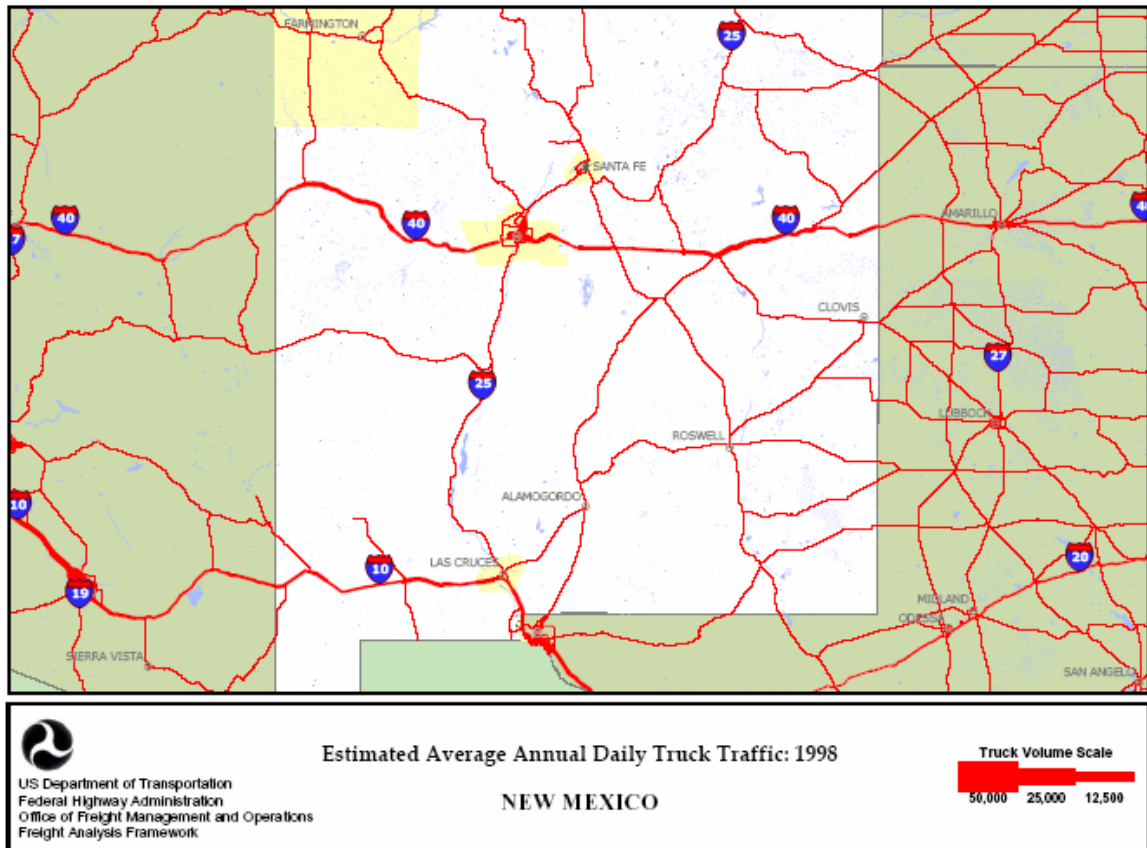 FARMINGTON
25
SANTA FE
40
40
40
40
AMARILLO
17
CLOVIS
27
25
LUBBOCK
ROSWELL
10
ALAMOGORDO
20
LAS CRUCES
10
19
MIDLAND
ODESSA
SIERRA VISTA
SAN ANGELO
Estimated Average Annual Daily Truck Traffic: 1998
NEW MEXICO
US Department of Transportation
Federal Highway Administration
Office of Freight Management and Operations
Freight Analysis Framework
Truck Volume Scale
50,000 25,000 12,500